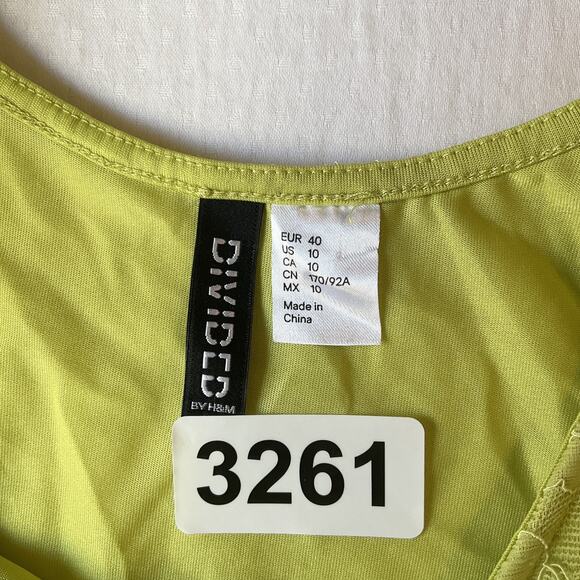 DIVIDED
BY H&M
EUR 40
US 10
CA 10
CN 170/92A
MX 10
Made in
China
3261